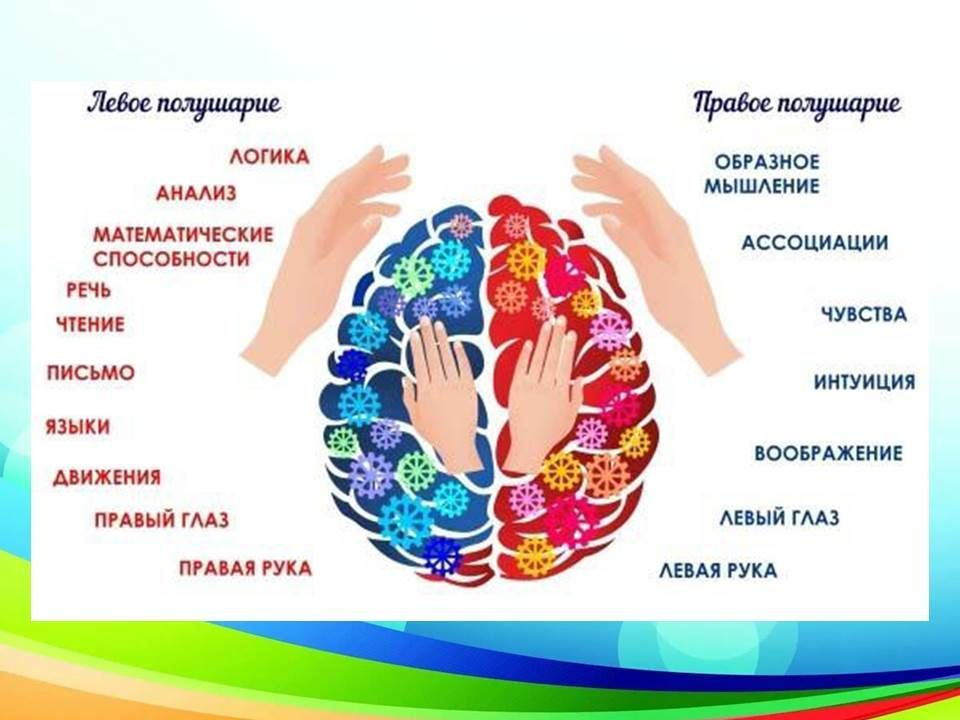 Левое полушарие
ЛОГИКА
АНАЛИЗ
МАТЕМАТИЧЕСКИЕ
СПОСОБНОСТИ
РЕЧЬ
ЧТЕНИЕ
ПИСЬМО
ЯЗЫКИ
ДВИЖЕНИЯ
ПРАВЫЙ ГЛАЗ
ПРАВАЯ РУКА
Правое полушарие
ОБРАЗНОЕ
МЫШЛЕНИЕ
АССОЦИАЦИИ
ЧУВСТВА
ИНТУИЦИЯ
ВООБРАЖЕНИЕ
ЛЕВЫЙ ГЛАЗ
ЛЕВАЯ РУКА